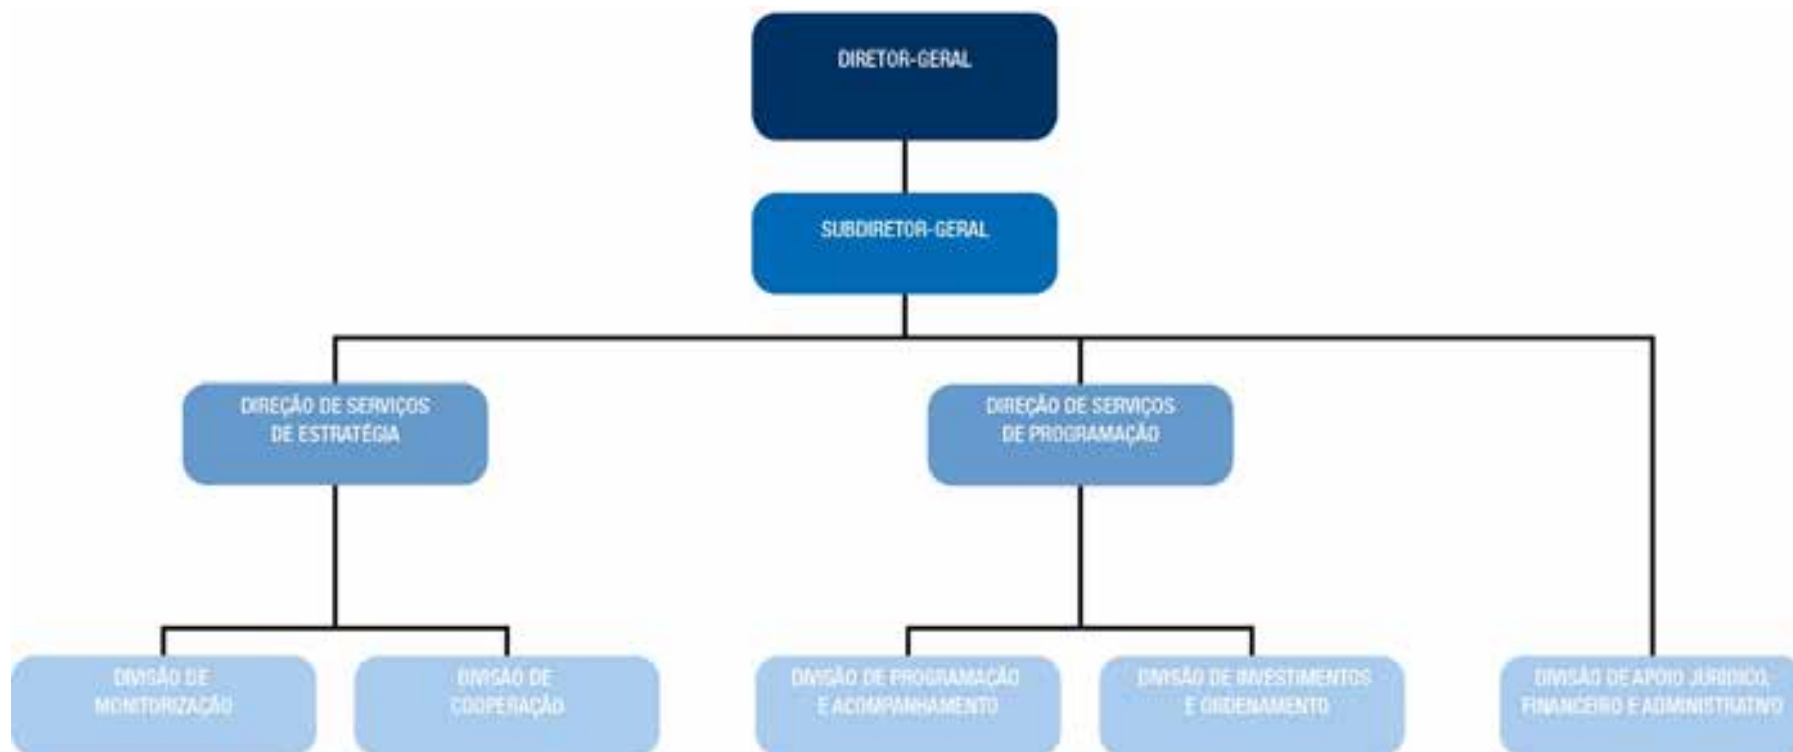 DIRETOR-GERAL
SUBDIRETOR-GERAL
DIREÇÃO DE SERVIÇOS
DE ESTRATÉGIA
DIREÇÃO DE SERVIÇOS
DE PROGRAMAÇÃO
DIVISÃO DE
MONITORIZAÇÃO
DIVISÃO DE
COOPERAÇÃO
DIVISÃO DE PROGRAMAÇÃO
E ACOMPANHAMENTO
DIVISÃO DE INVESTIMENTOS
E ORDENAMENTO
DIVISÃO DE APOIO JURÍDICO,
FINANCEIRO E ADMINISTRATIVO